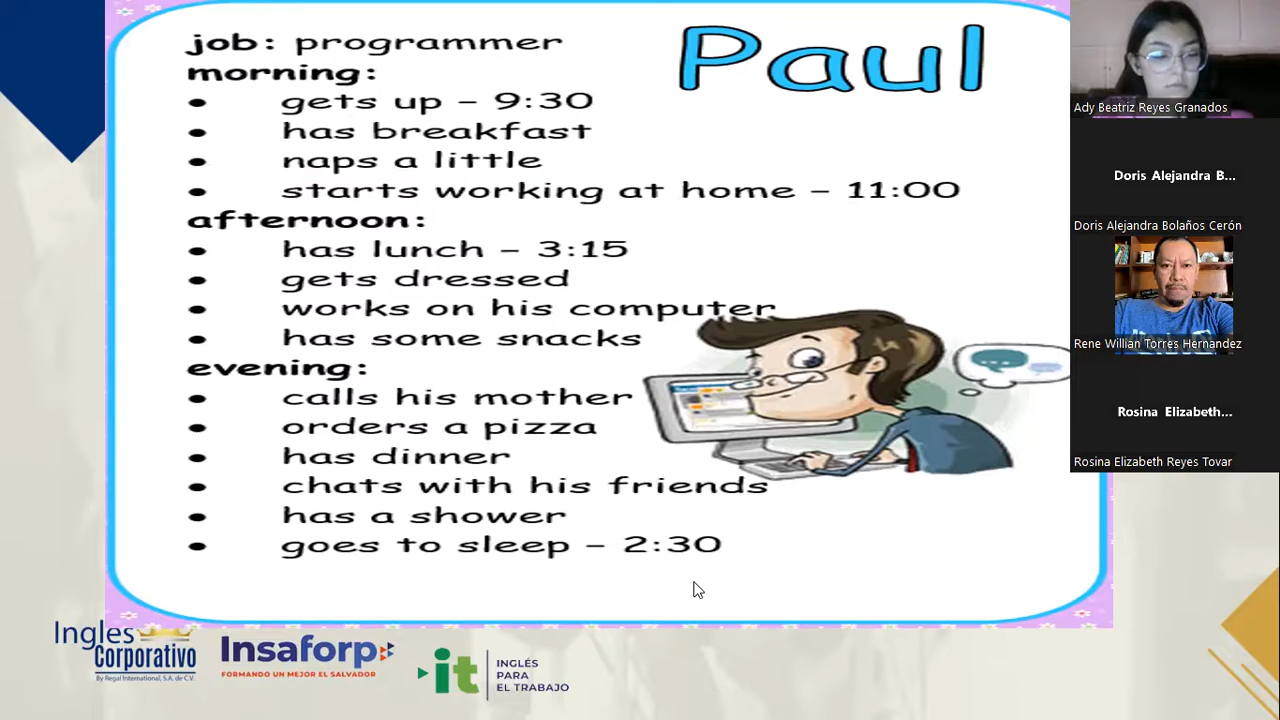 Paul
job: programmer
morning:
• gets up – 9:30
• has breakfast
• naps a little
• starts working at home – 11:00
afternoon:
• has lunch – 3:15
• gets dressed
• works on his computer
• has some snacks
evening:
• calls his mother
• orders a pizza
• has dinner
• chats with his friends
• has a shower
• goes to sleep – 2:30
Ady Beatriz Reyes Granados
Doris Alejandra B...
Doris Alejandra Bolaños Cerón
Rene Willian Torres Hernandez
Rosina Elizabeth...
Rosina Elizabeth Reyes Tovar
Ingles
Corporativo
By Regal International, S.A. de C.V.
Insaforp
FORMANDO UN MEJOR EL SALVADOR
it
INGLÉS
PARA
EL TRABAJO